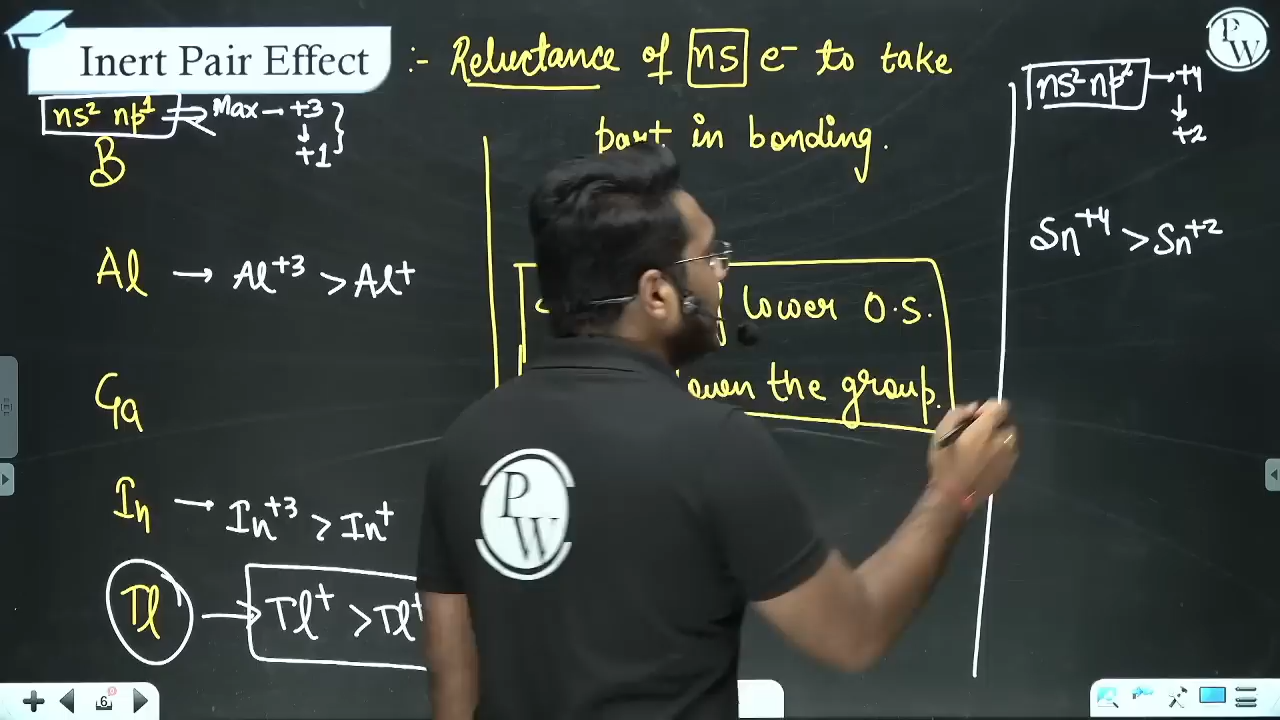 Inert Pair Effect :- Reluctance of ns e⁻ to take
part in bonding.
ns² np¹ → Max → +3
↓
+1
B
Al → Al⁺³ > Al⁺
Ga
In → In⁺³ > In⁺
Tl → Tl⁺ > Tl⁺
lower O.S.
the group.
ns² np² → +4
↓
+2
Sn⁺⁴ > Sn⁺²
PW
PW
6